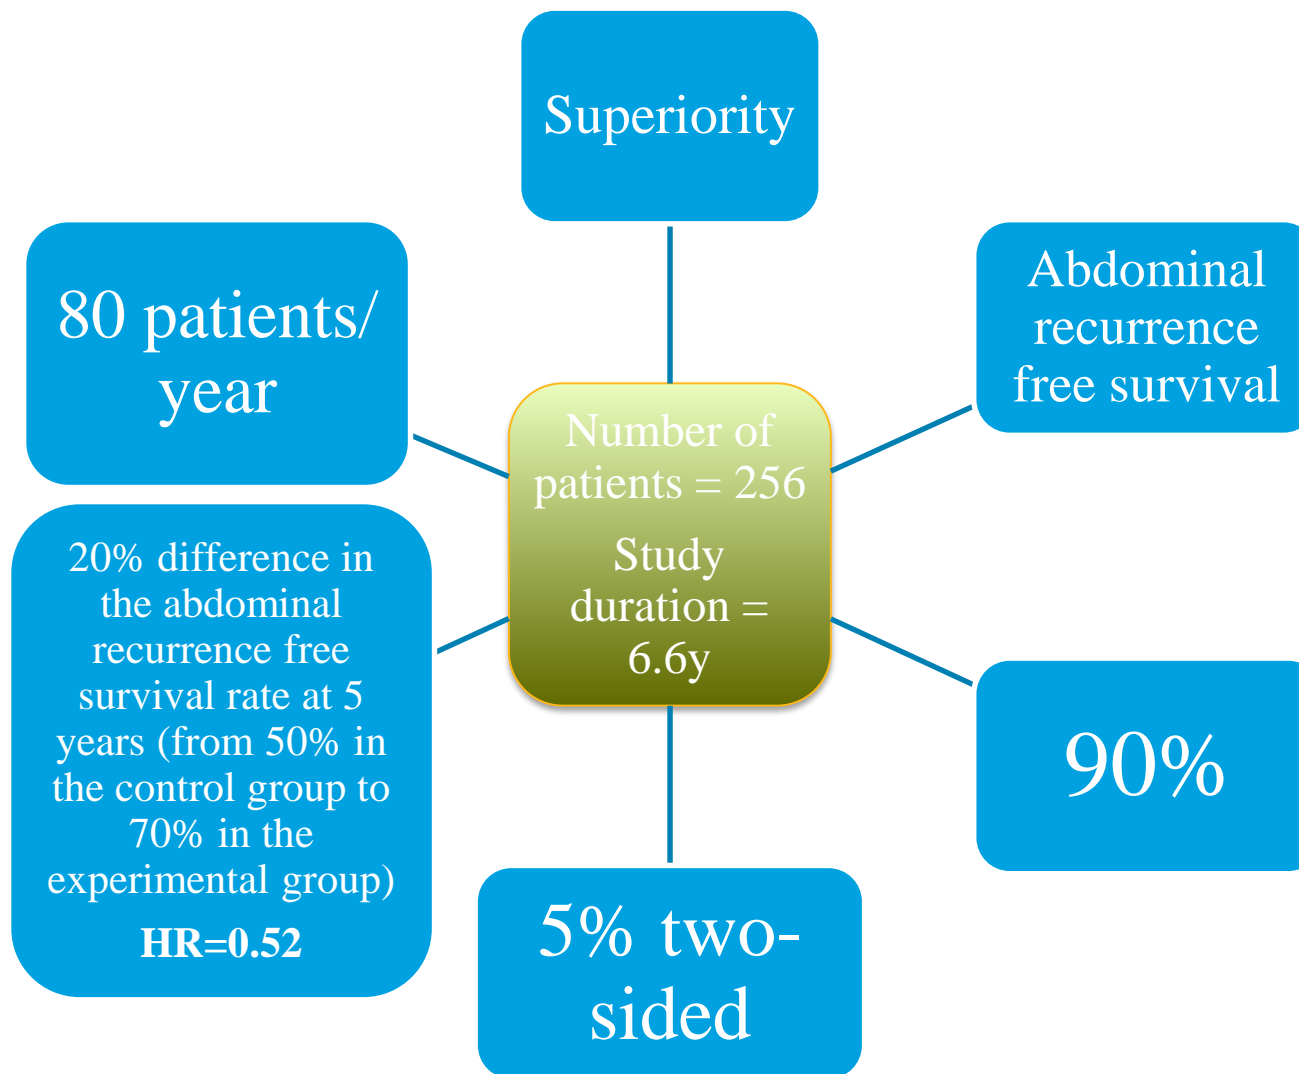 Superiority
80 patients/
year
Abdominal
recurrence
free survival
Number of
patients = 256
Study
duration =
6.6y
20% difference in
the abdominal
recurrence free
survival rate at 5
years (from 50% in
the control group to
70% in the
experimental group)
HR=0.52
90%
5% two-
sided